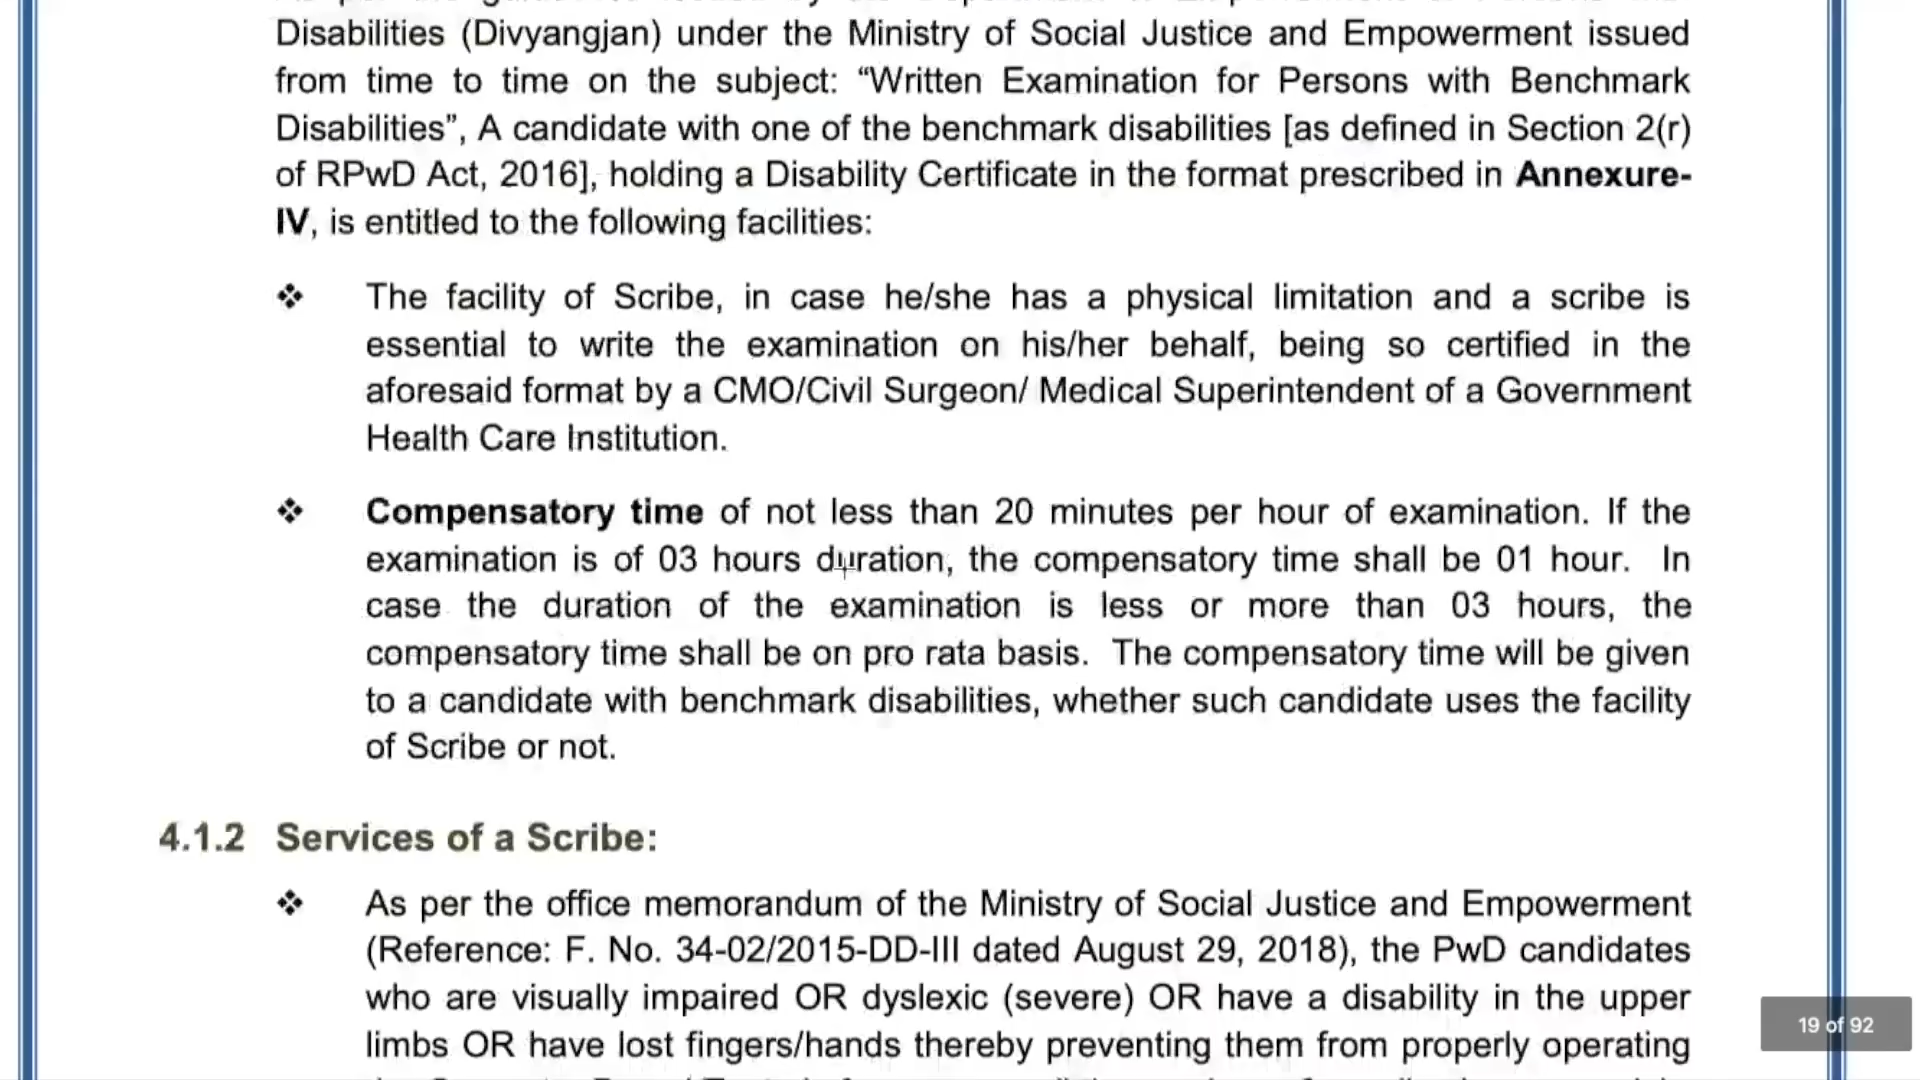 Disabilities (Divyangjan) under the Ministry of Social Justice and Empowerment issued
from time to time on the subject: “Written Examination for Persons with Benchmark
Disabilities”, A candidate with one of the benchmark disabilities [as defined in Section 2(r)
of RPwD Act, 2016], holding a Disability Certificate in the format prescribed in Annexure-
IV, is entitled to the following facilities:
❖ The facility of Scribe, in case he/she has a physical limitation and a scribe is
essential to write the examination on his/her behalf, being so certified in the
aforesaid format by a CMO/Civil Surgeon/ Medical Superintendent of a Government
Health Care Institution.
❖ Compensatory time of not less than 20 minutes per hour of examination. If the
examination is of 03 hours duration, the compensatory time shall be 01 hour. In
case the duration of the examination is less or more than 03 hours, the
compensatory time shall be on pro rata basis. The compensatory time will be given
to a candidate with benchmark disabilities, whether such candidate uses the facility
of Scribe or not.
4.1.2 Services of a Scribe:
❖ As per the office memorandum of the Ministry of Social Justice and Empowerment
(Reference: F. No. 34-02/2015-DD-III dated August 29, 2018), the PwD candidates
who are visually impaired OR dyslexic (severe) OR have a disability in the upper
limbs OR have lost fingers/hands thereby preventing them from properly operating
19 of 92